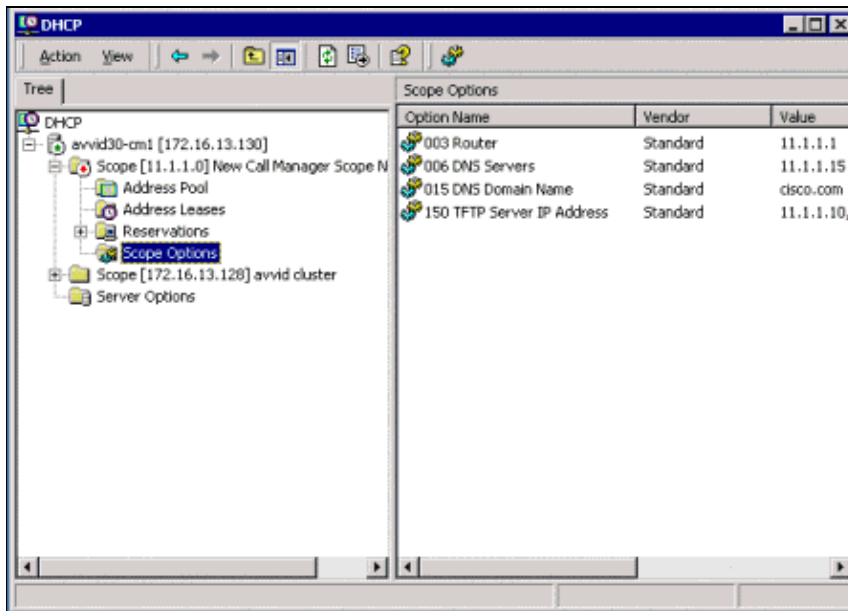 DHCP
Action View
Tree
Scope Options
DHCP
avvid30-cm1 [172.16.13.130]
Scope [11.1.1.0] New Call Manager Scope N
Address Pool
Address Leases
Reservations
Scope Options
Scope [172.16.13.128] avvid cluster
Server Options
Option Name Vendor Value
003 Router Standard 11.1.1.1
006 DNS Servers Standard 11.1.1.15
015 DNS Domain Name Standard cisco.com
150 TFTP Server IP Address Standard 11.1.1.10,